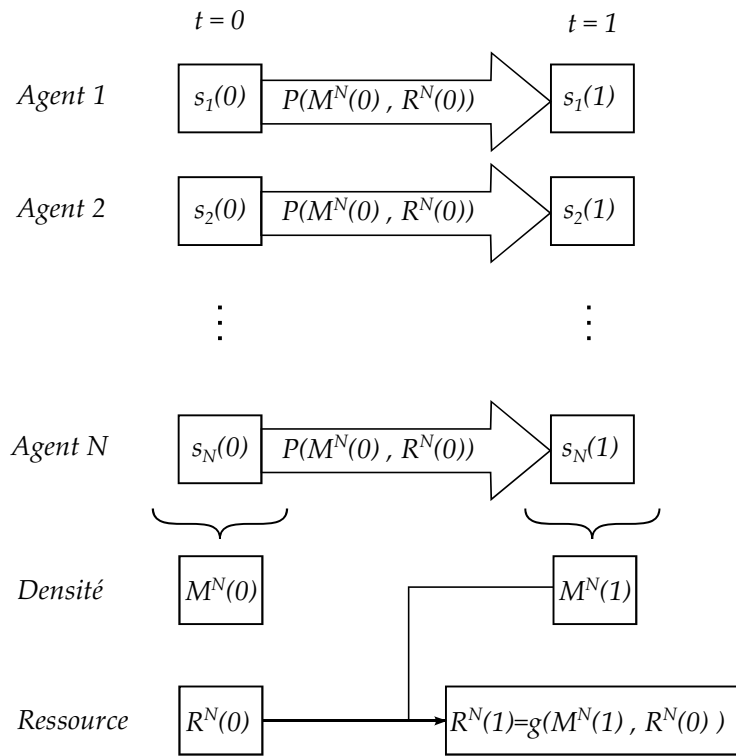 t = 0 t = 1
Agent 1 s₁(0) P(Mᴺ(0) , Rᴺ(0)) s₁(1)
Agent 2 s₂(0) P(Mᴺ(0) , Rᴺ(0)) s₂(1)
⋮ ⋮
Agent N s_N(0) P(Mᴺ(0) , Rᴺ(0)) s_N(1)
Densité Mᴺ(0) Mᴺ(1)
Ressource Rᴺ(0) Rᴺ(1)=g(Mᴺ(1) , Rᴺ(0) )